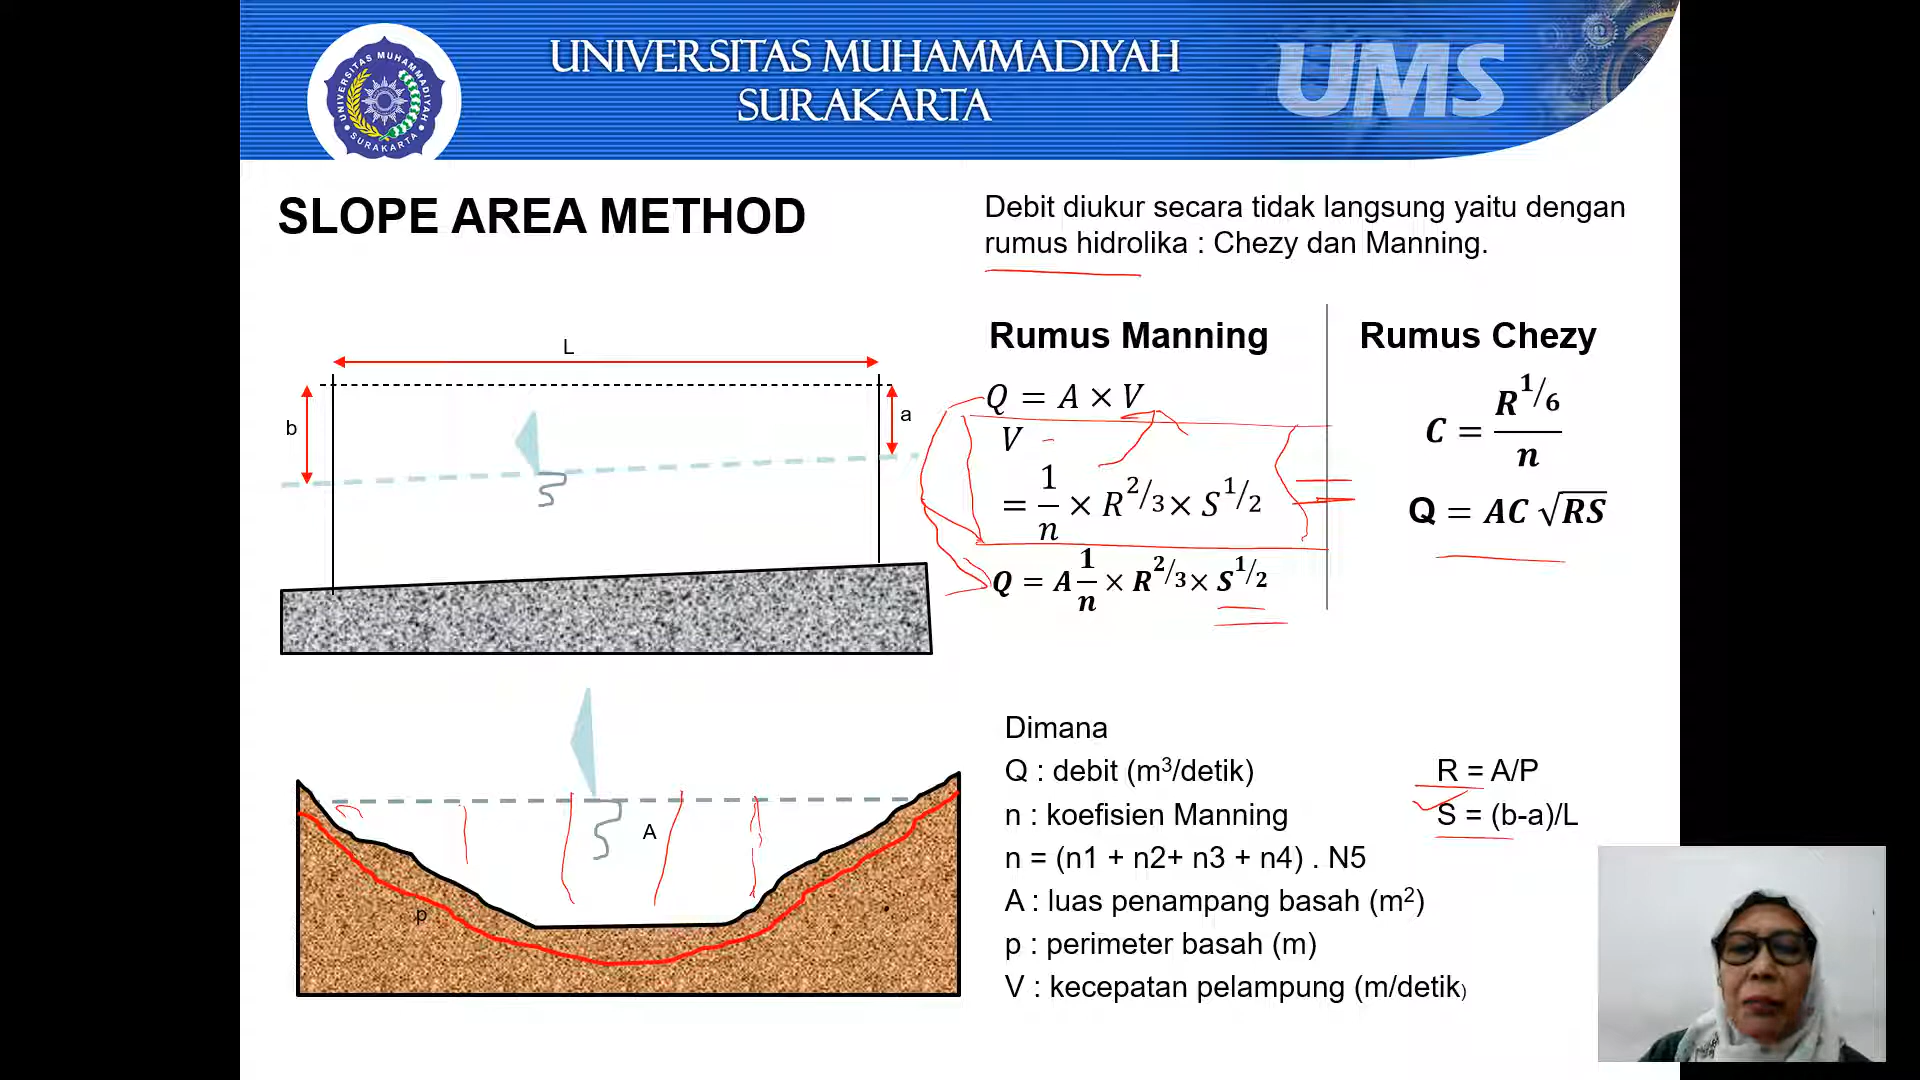 UNIVERSITAS MUHAMMADIYAH
SURAKARTA
UMS
UNIVERSITAS MUHAMMADIYAH
SURAKARTA
SLOPE AREA METHOD
Debit diukur secara tidak langsung yaitu dengan
rumus hidrolika : Chezy dan Manning.
L
b
a
Rumus Manning
Q = A × V
V
= 1/n × R^2/3 × S^1/2
Q = A 1/n × R^2/3 × S^1/2
Rumus Chezy
C = R^1/6 / n
Q = AC √RS
A
p
Dimana
Q : debit (m³/detik)
n : koefisien Manning
n = (n1 + n2+ n3 + n4) . N5
A : luas penampang basah (m²)
p : perimeter basah (m)
V : kecepatan pelampung (m/detik)
R = A/P
S = (b-a)/L